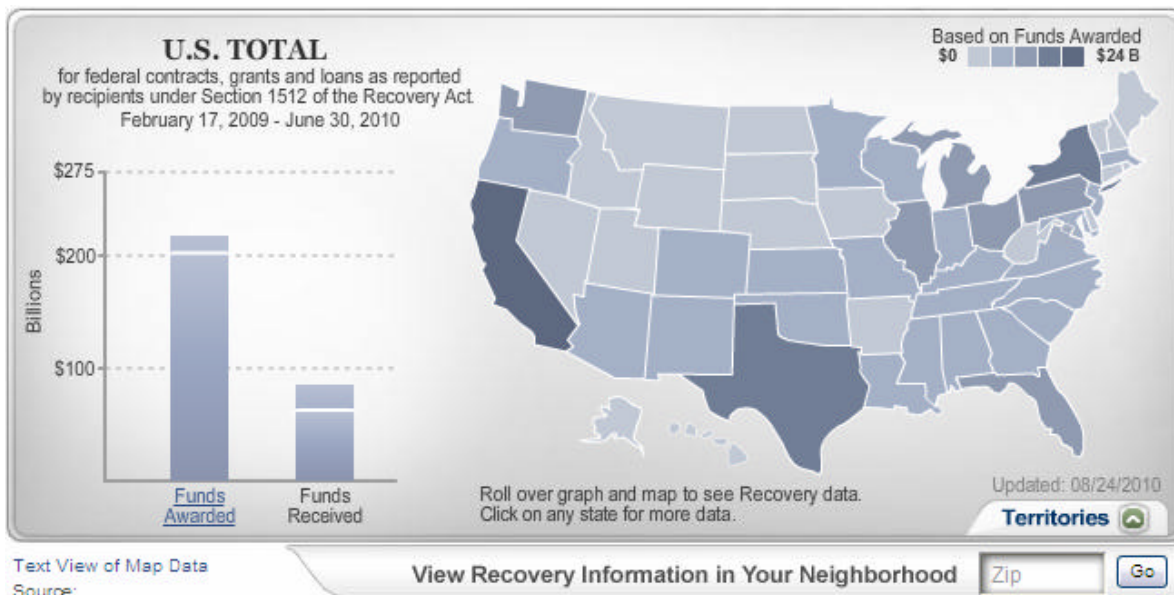 U.S. TOTAL
for federal contracts, grants and loans as reported
by recipients under Section 1512 of the Recovery Act
February 17, 2009 - June 30, 2010
Based on Funds Awarded
$0 $24 B
$275
$200
$100
Billions
Funds
Awarded
Funds
Received
Roll over graph and map to see Recovery data.
Click on any state for more data.
Updated: 08/24/2010
Territories
Text View of Map Data
Source:
View Recovery Information in Your Neighborhood
Zip
Go